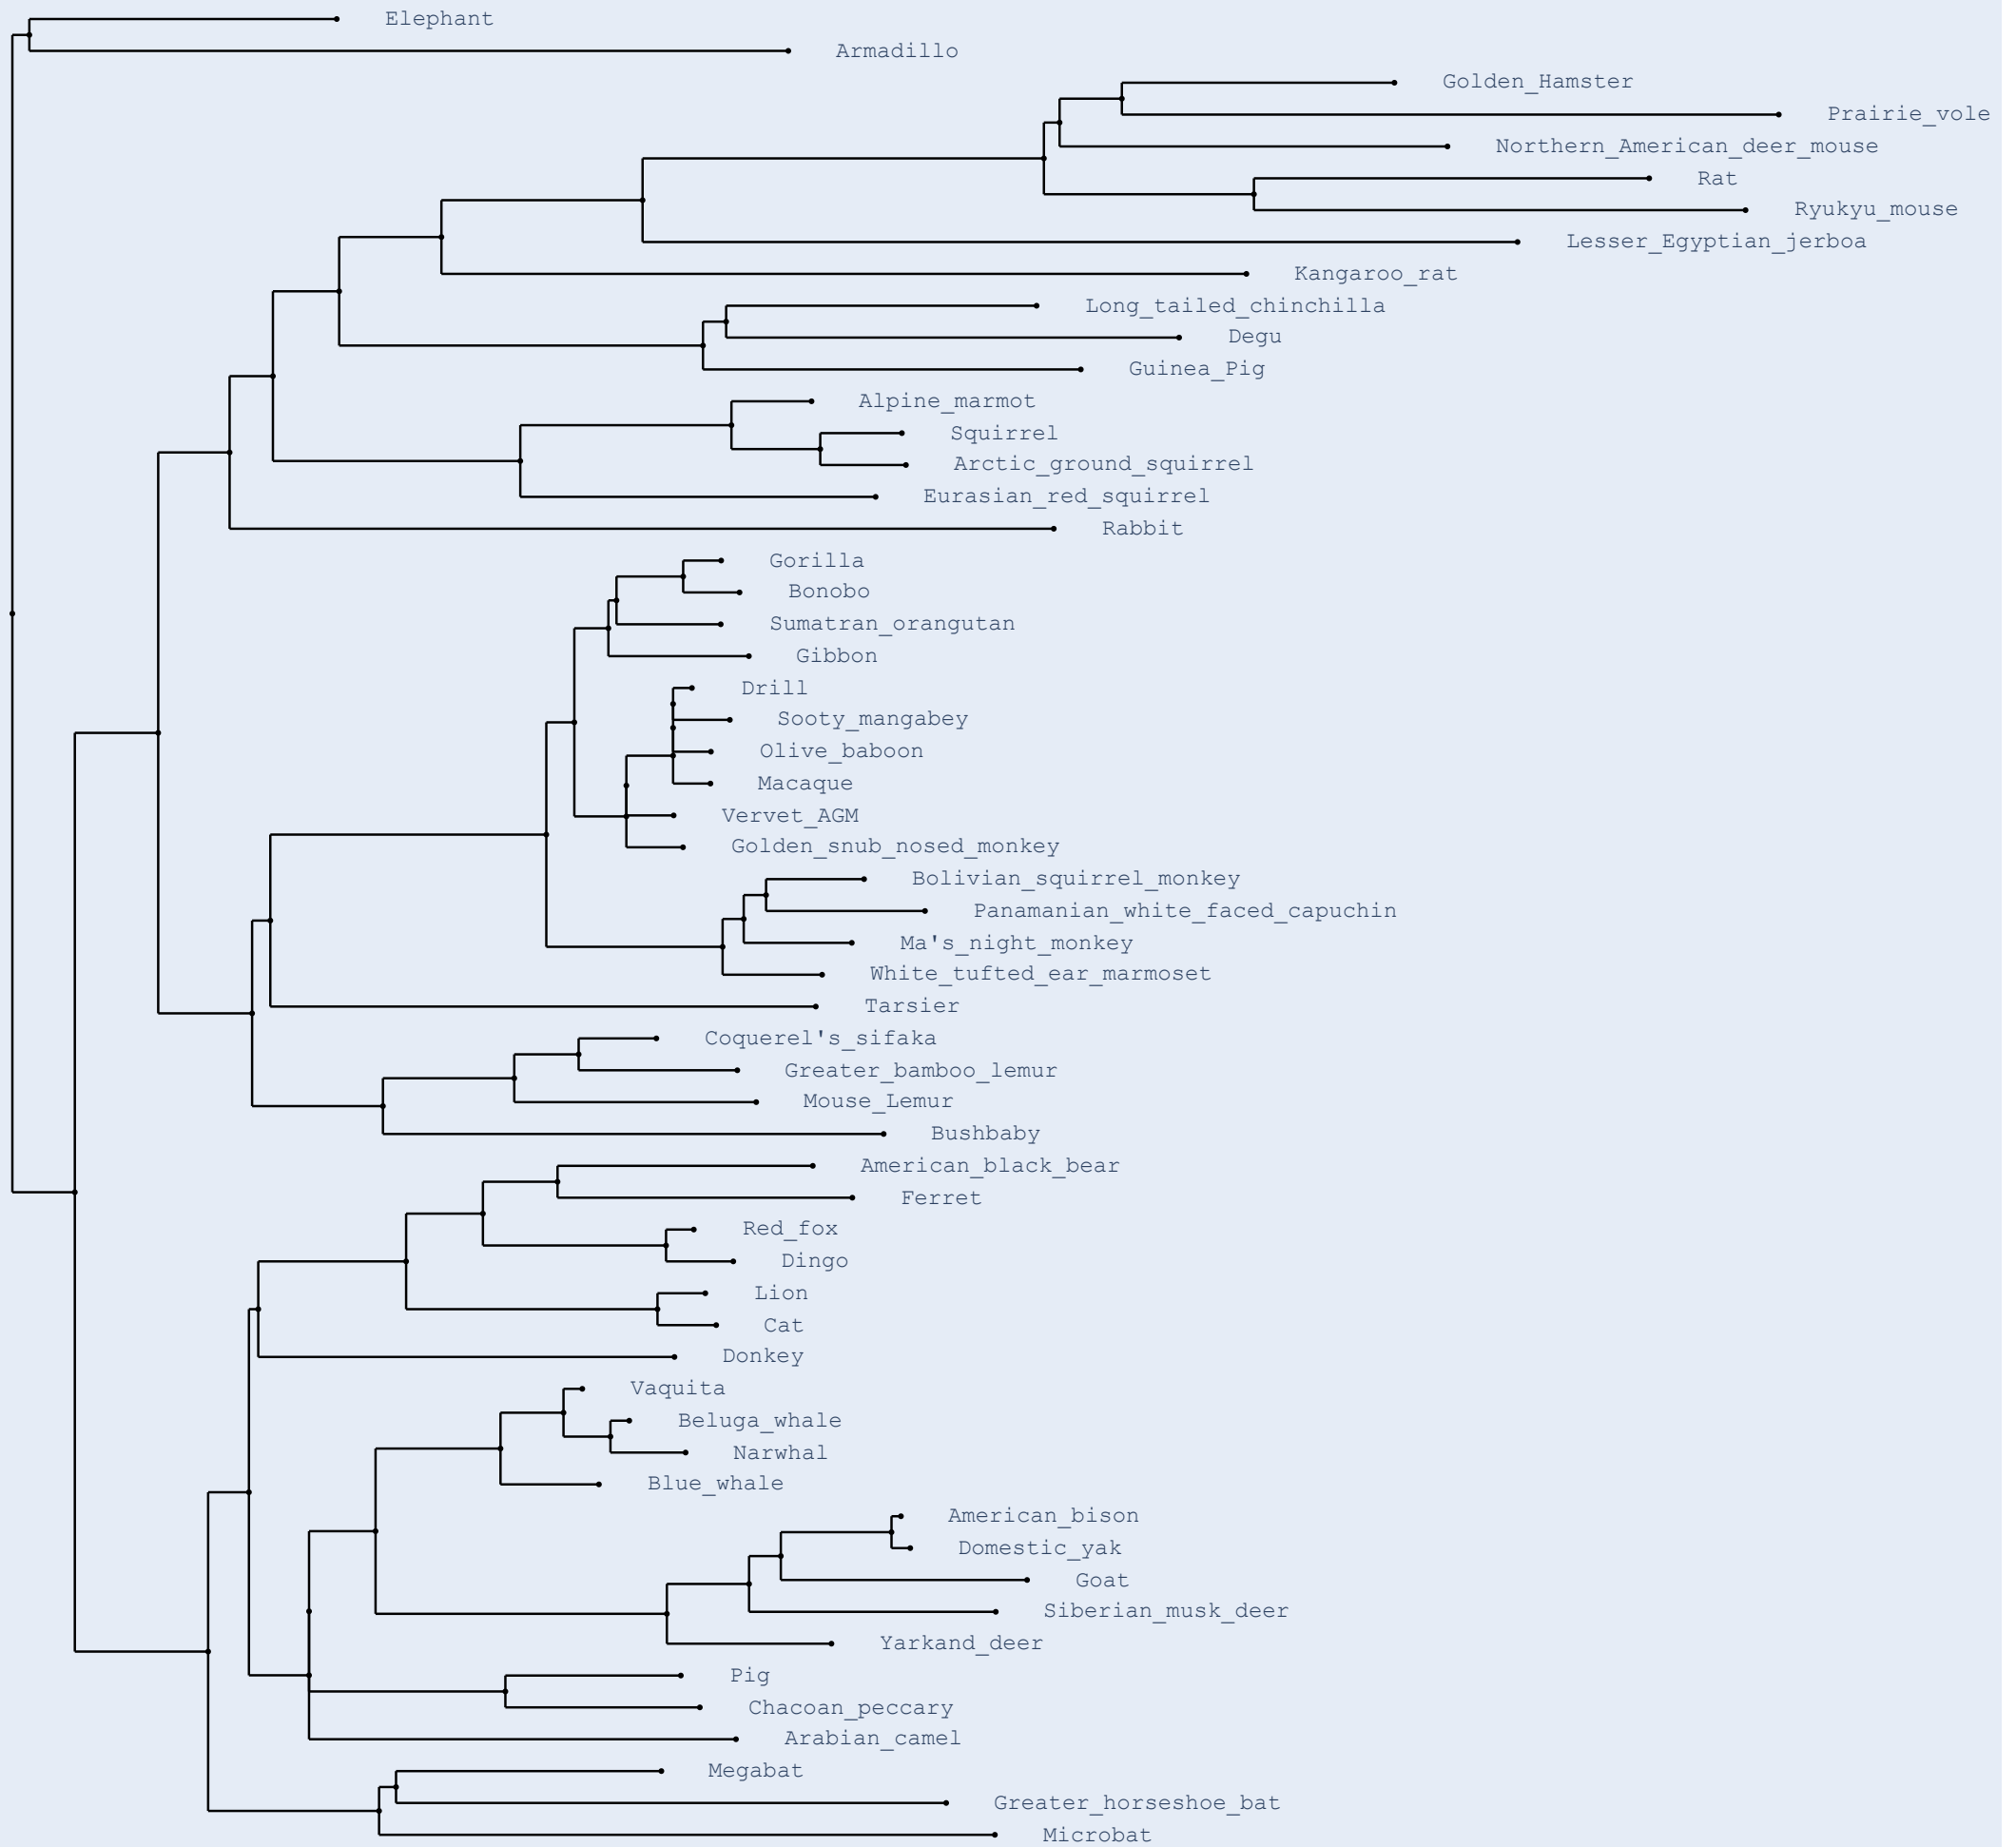 Elephant
Armadillo
Golden_Hamster
Prairie_vole
Northern_American_deer_mouse
Rat
Ryukyu_mouse
Lesser_Egyptian_jerboa
Kangaroo_rat
Long_tailed_chinchilla
Degu
Guinea_Pig
Alpine_marmot
Squirrel
Arctic_ground_squirrel
Eurasian_red_squirrel
Rabbit
Gorilla
Bonobo
Sumatran_orangutan
Gibbon
Drill
Sooty_mangabey
Olive_baboon
Macaque
Vervet_AGM
Golden_snub_nosed_monkey
Bolivian_squirrel_monkey
Panamanian_white_faced_capuchin
Ma's_night_monkey
White_tufted_ear_marmoset
Tarsier
Coquerel's_sifaka
Greater_bamboo_lemur
Mouse_Lemur
Bushbaby
American_black_bear
Ferret
Red_fox
Dingo
Lion
Cat
Donkey
Vaquita
Beluga_whale
Narwhal
Blue_whale
American_bison
Domestic_yak
Goat
Siberian_musk_deer
Yarkand_deer
Pig
Chacoan_peccary
Arabian_camel
Megabat
Greater_horseshoe_bat
Microbat